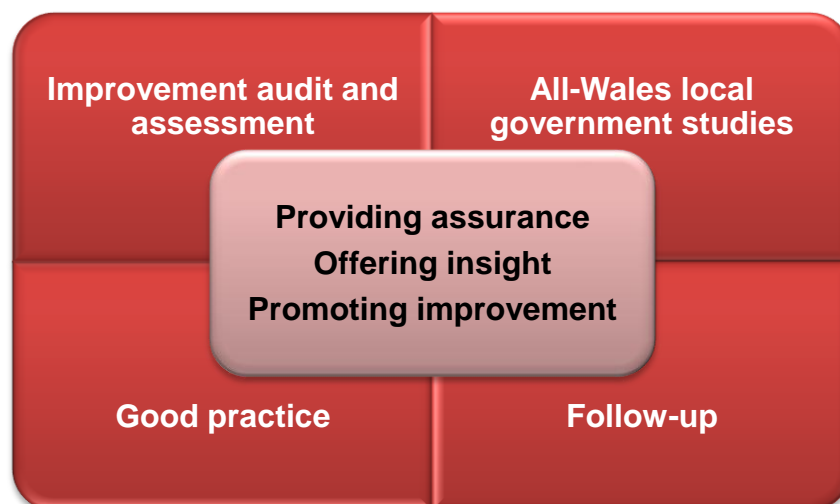 Improvement audit and
assessment
All-Wales local
government studies
Providing assurance
Offering insight
Promoting improvement
Good practice
Follow-up